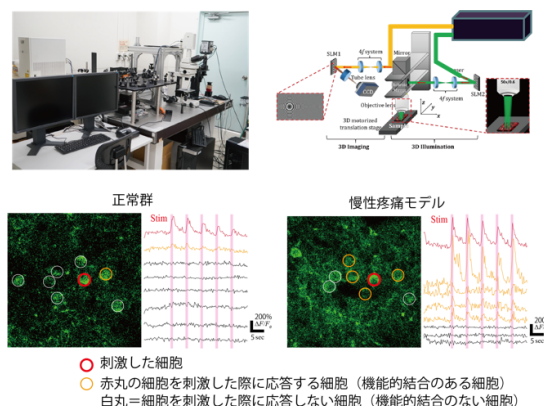 SLM1
4f system
Mirror
Tube lens
CCD
Objective lens
4f system
SLM2
3D motorized
translation stage
Sample
x
y
z
3D Imaging
3D Illumination
正常群
慢性疼痛モデル
Stim
Stim
200%
ΔF/F₀
5 sec
200
ΔF/F
5 sec
刺激した細胞
赤丸の細胞を刺激した際に応答する細胞(機能的結合のある細胞)
白丸=細胞を刺激した際に応答しない細胞(機能的結合のない細胞)